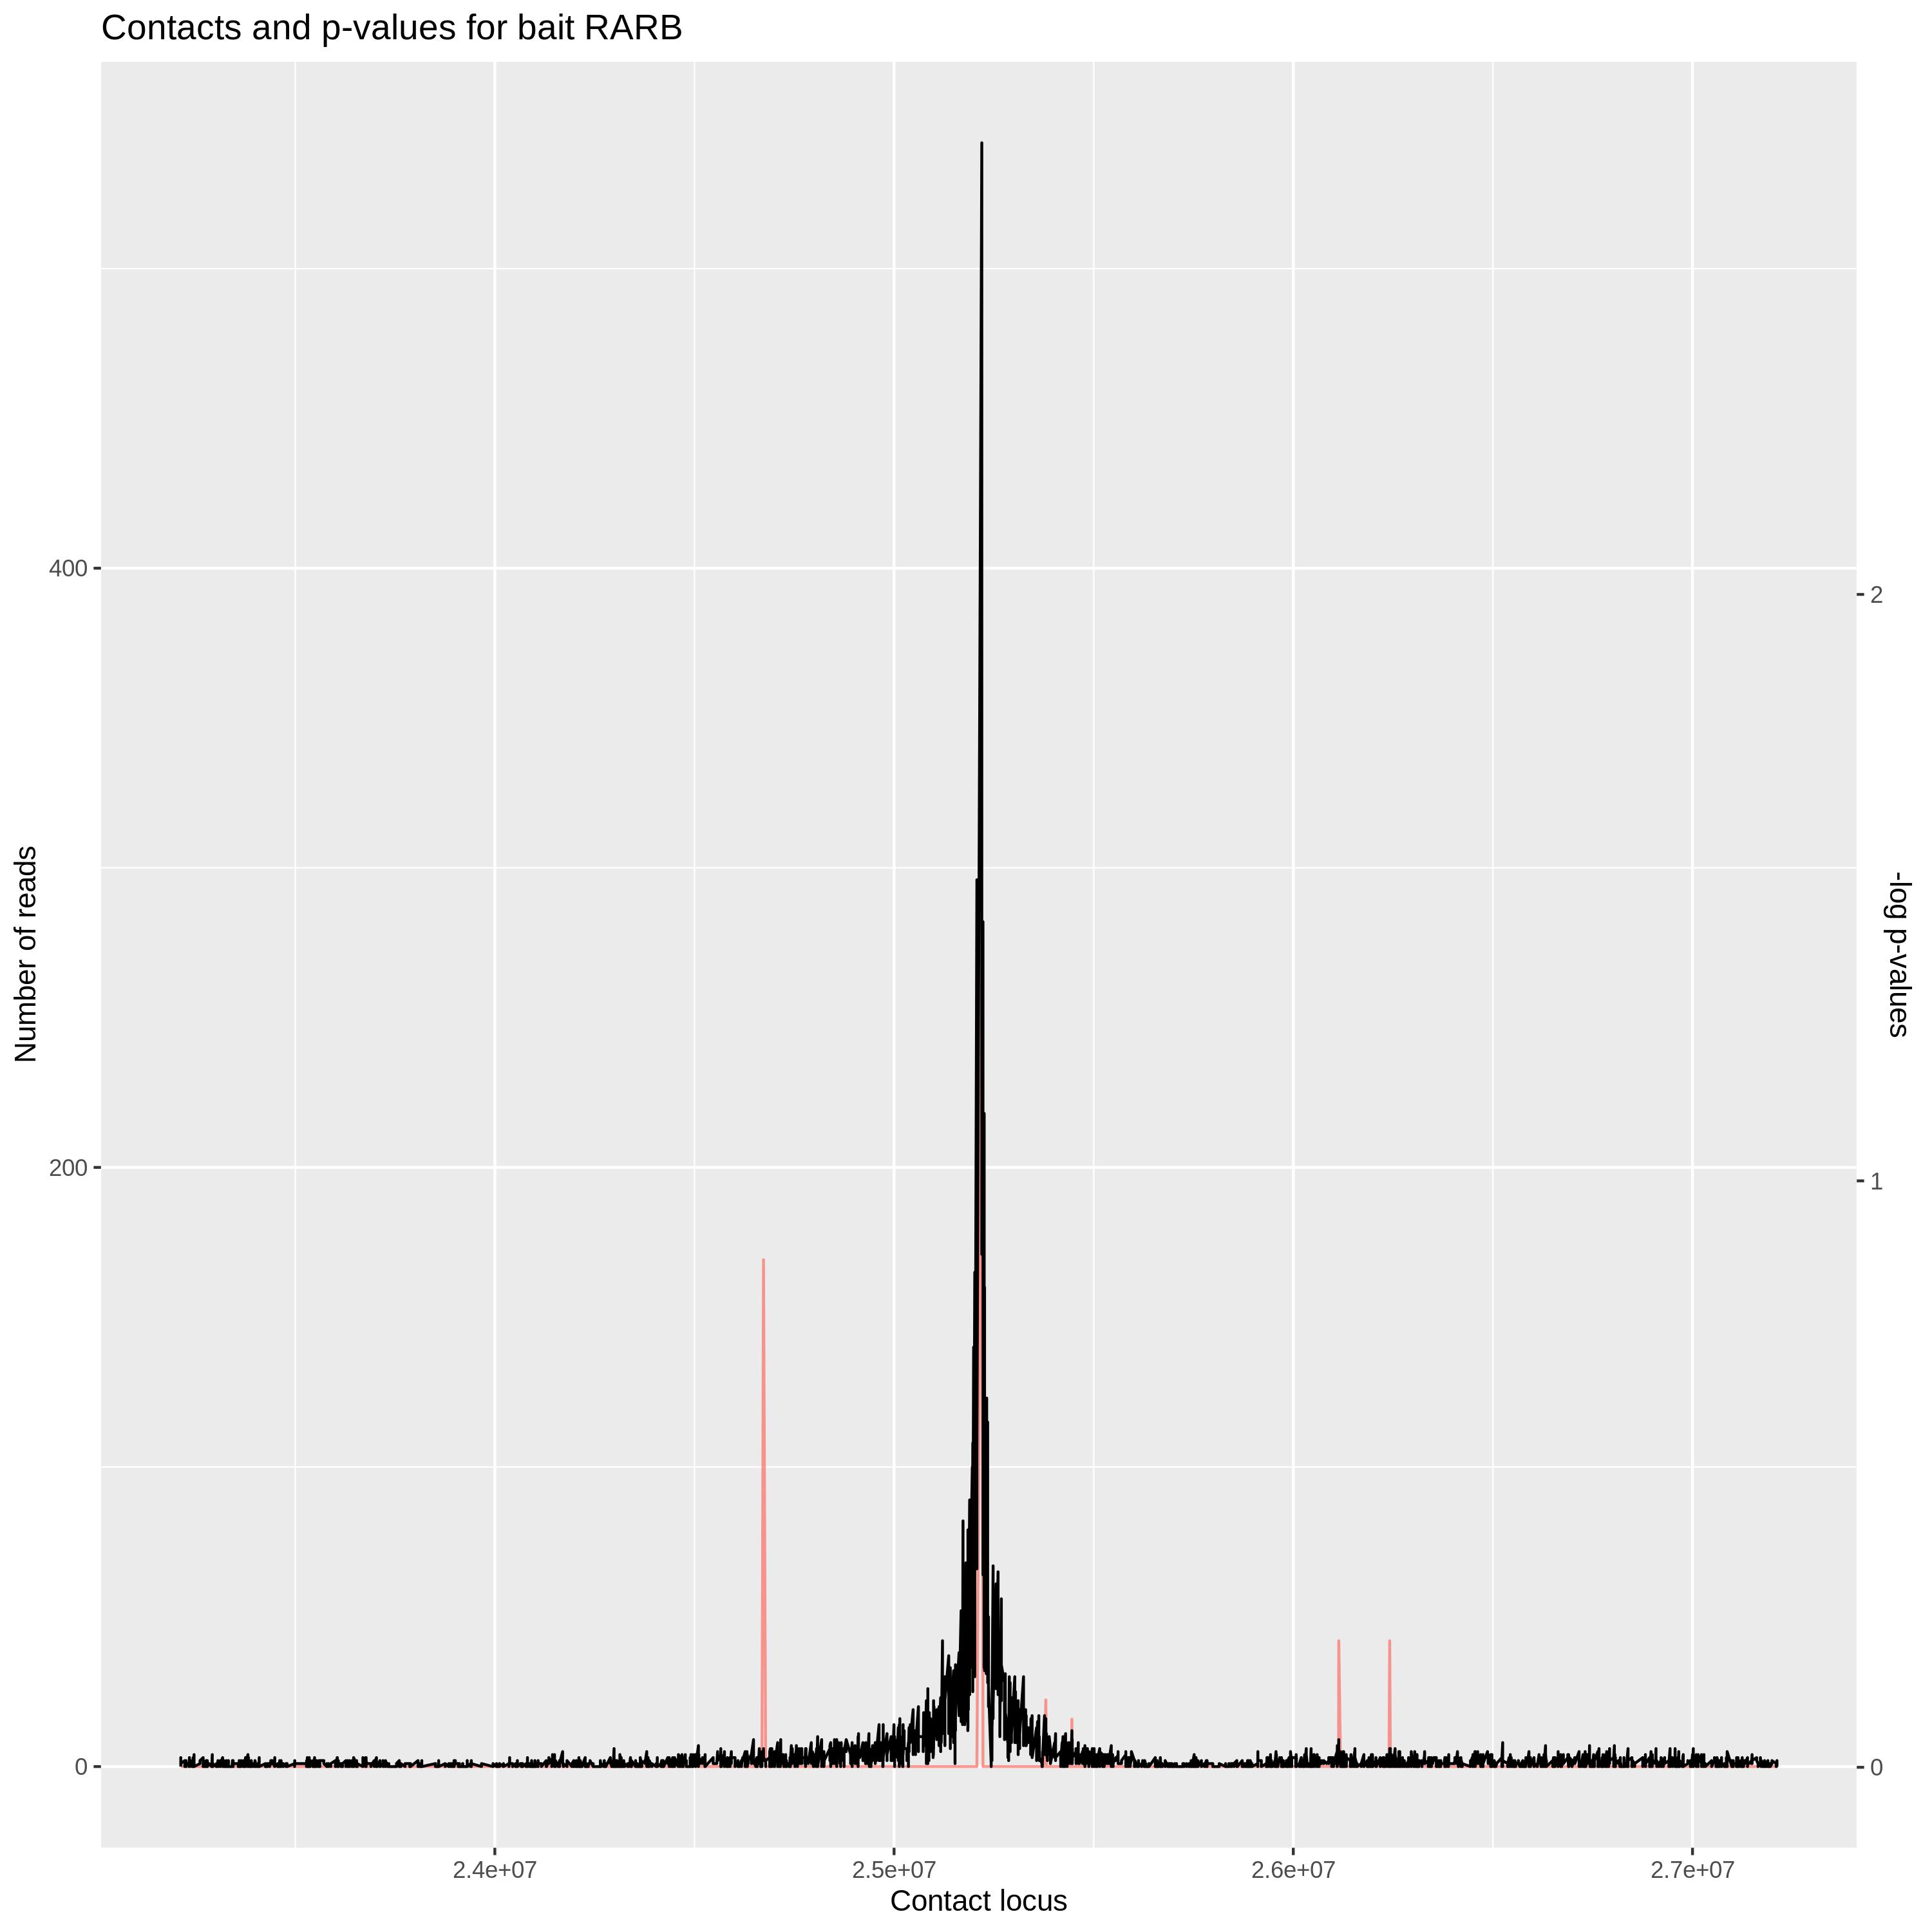 Contacts and p-values for bait RARB
Number of reads
400
200
0
2
1
0
-log p-values
2.4e+07
2.5e+07
2.6e+07
2.7e+07
Contact locus